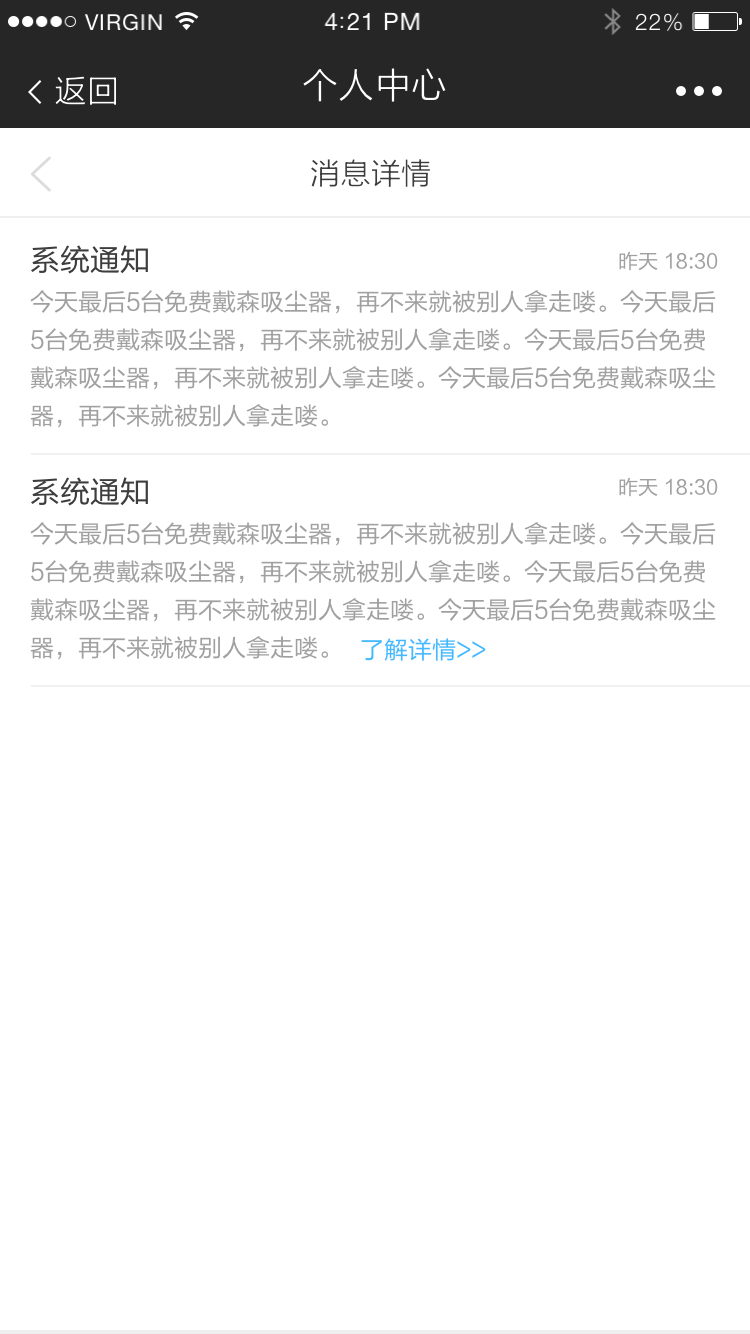 VIRGIN 4:21 PM 22%
返回 个人中心
消息详情
系统通知 昨天 18:30
今天最后5台免费戴森吸尘器，再不来就被别人拿走喽。今天最后
5台免费戴森吸尘器，再不来就被别人拿走喽。今天最后5台免费
戴森吸尘器，再不来就被别人拿走喽。今天最后5台免费戴森吸尘
器，再不来就被别人拿走喽。
系统通知 昨天 18:30
今天最后5台免费戴森吸尘器，再不来就被别人拿走喽。今天最后
5台免费戴森吸尘器，再不来就被别人拿走喽。今天最后5台免费
戴森吸尘器，再不来就被别人拿走喽。今天最后5台免费戴森吸尘
器，再不来就被别人拿走喽。 了解详情>>